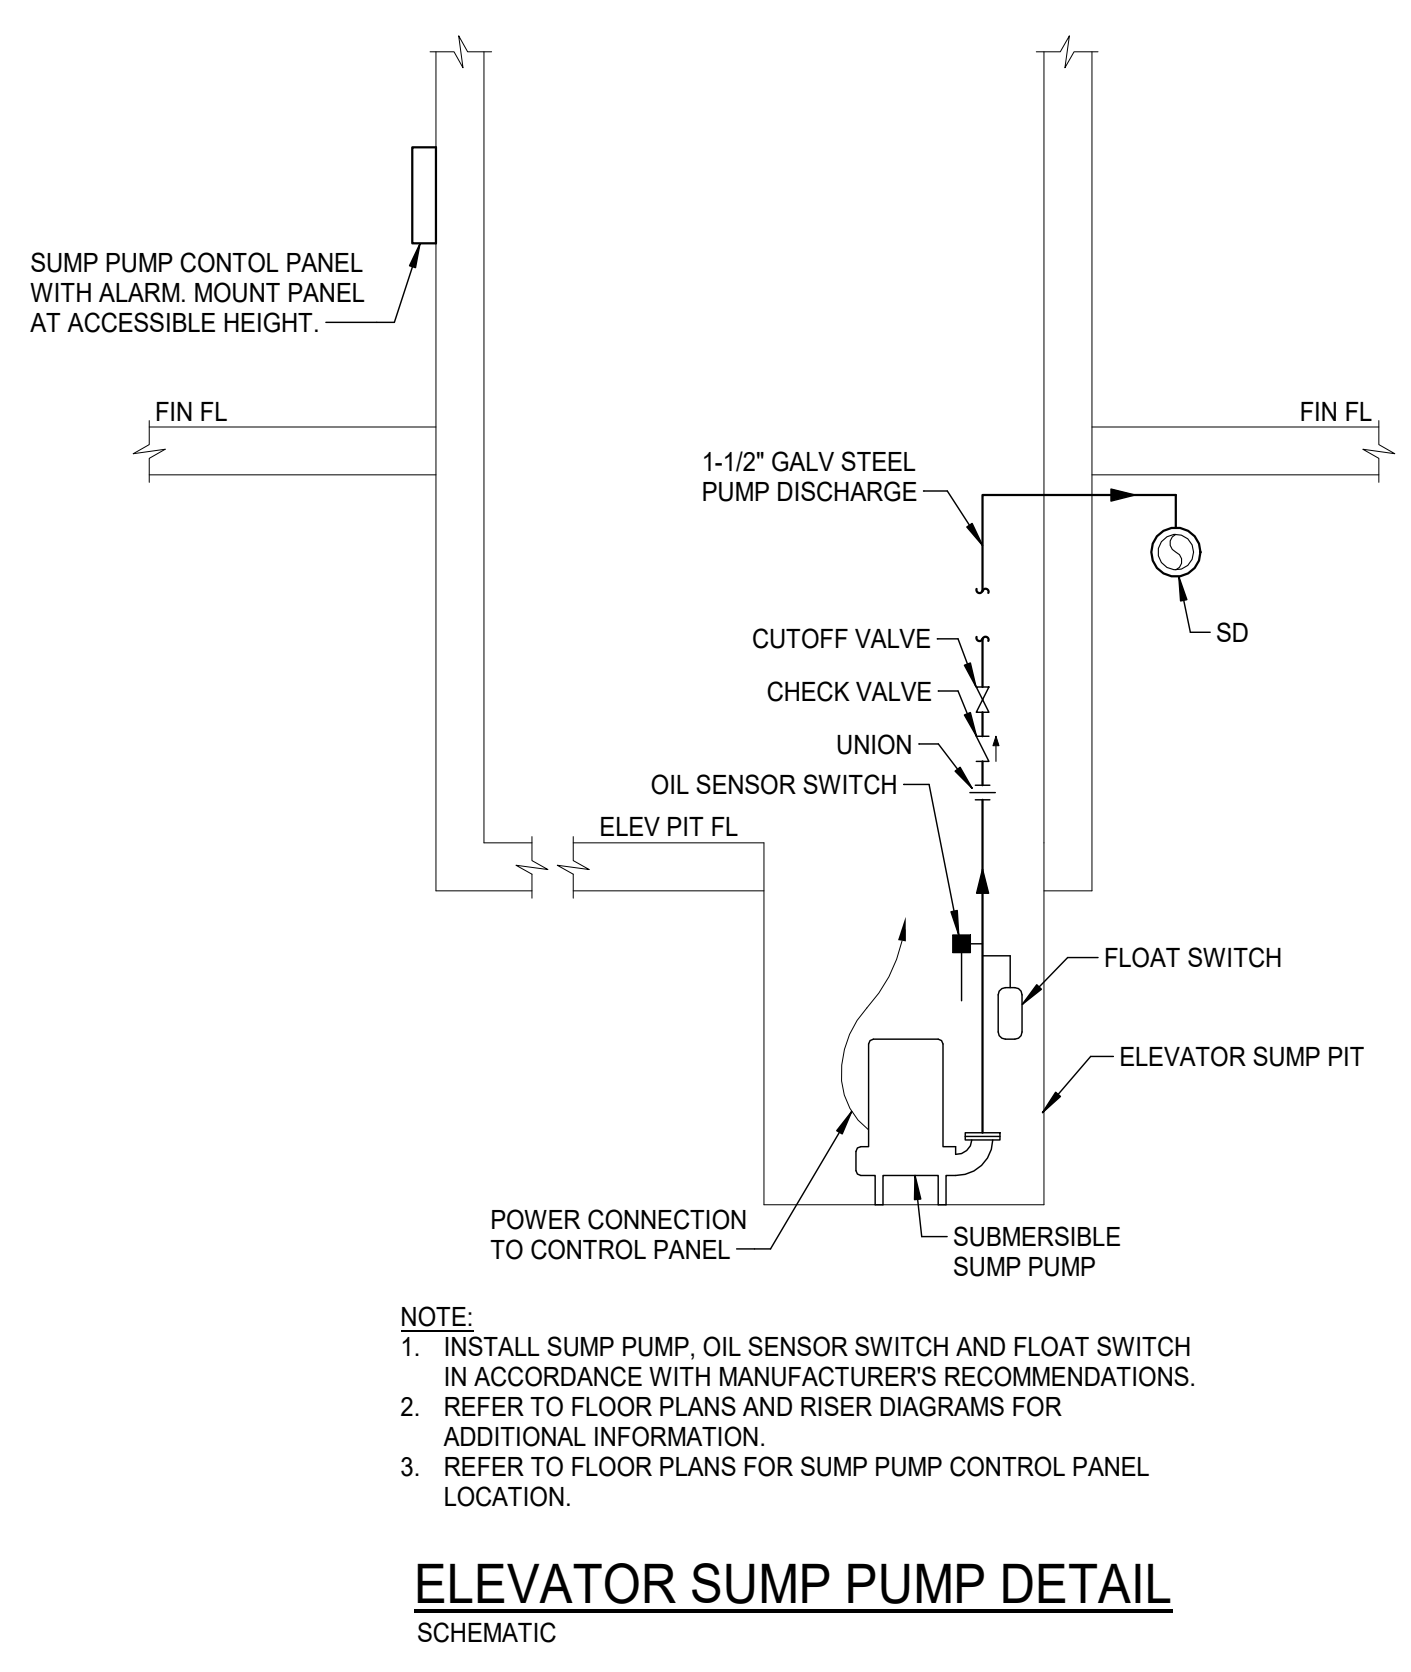 SUMP PUMP CONTOL PANEL
WITH ALARM. MOUNT PANEL
AT ACCESSIBLE HEIGHT.
FIN FL
FIN FL
1-1/2" GALV STEEL
PUMP DISCHARGE
SD
CUTOFF VALVE
CHECK VALVE
UNION
OIL SENSOR SWITCH
ELEV PIT FL
FLOAT SWITCH
ELEVATOR SUMP PIT
POWER CONNECTION
TO CONTROL PANEL
SUBMERSIBLE
SUMP PUMP
NOTE:
1. INSTALL SUMP PUMP, OIL SENSOR SWITCH AND FLOAT SWITCH
IN ACCORDANCE WITH MANUFACTURER'S RECOMMENDATIONS.
2. REFER TO FLOOR PLANS AND RISER DIAGRAMS FOR
ADDITIONAL INFORMATION.
3. REFER TO FLOOR PLANS FOR SUMP PUMP CONTROL PANEL
LOCATION.
ELEVATOR SUMP PUMP DETAIL
SCHEMATIC